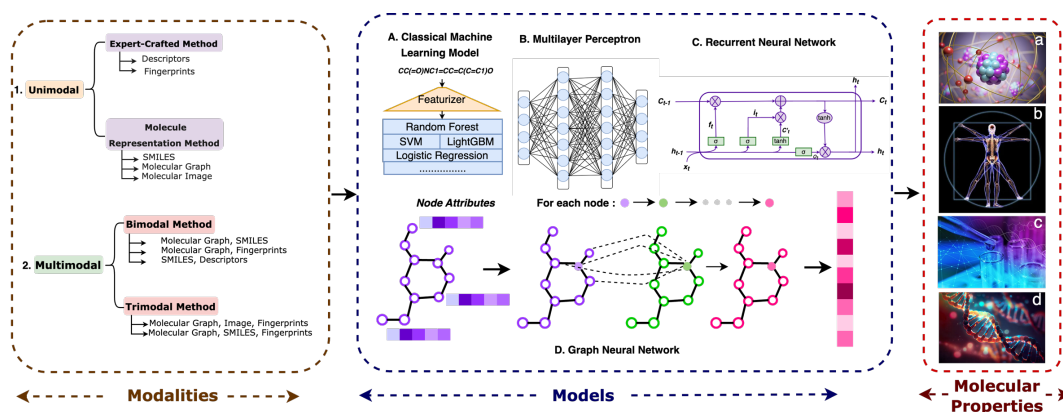 1. Unimodal
Expert-Crafted Method
Descriptors
Fingerprints
Molecule
Representation Method
SMILES
Molecular Graph
Molecular Image
2. Multimodal
Bimodal Method
Molecular Graph, SMILES
Molecular Graph, Fingerprints
SMILES, Descriptors
Trimodal Method
Molecular Graph, Image, Fingerprints
Molecular Graph, SMILES, Fingerprints
Modalities
A. Classical Machine
Learning Model
CC(=O)NC1=CC=C(C=C1)O
Featurizer
Random Forest
SVM
LightGBM
Logistic Regression
.................
B. Multilayer Perceptron
C. Recurrent Neural Network
h_t
C_t-1
C_t
f_t
i_t
C'_t
tanh
σ
σ
tanh
σ
o_t
h_t-1
h_t
x_t
Node Attributes
For each node :
D. Graph Neural Network
Models
a
b
c
d
Molecular
Properties